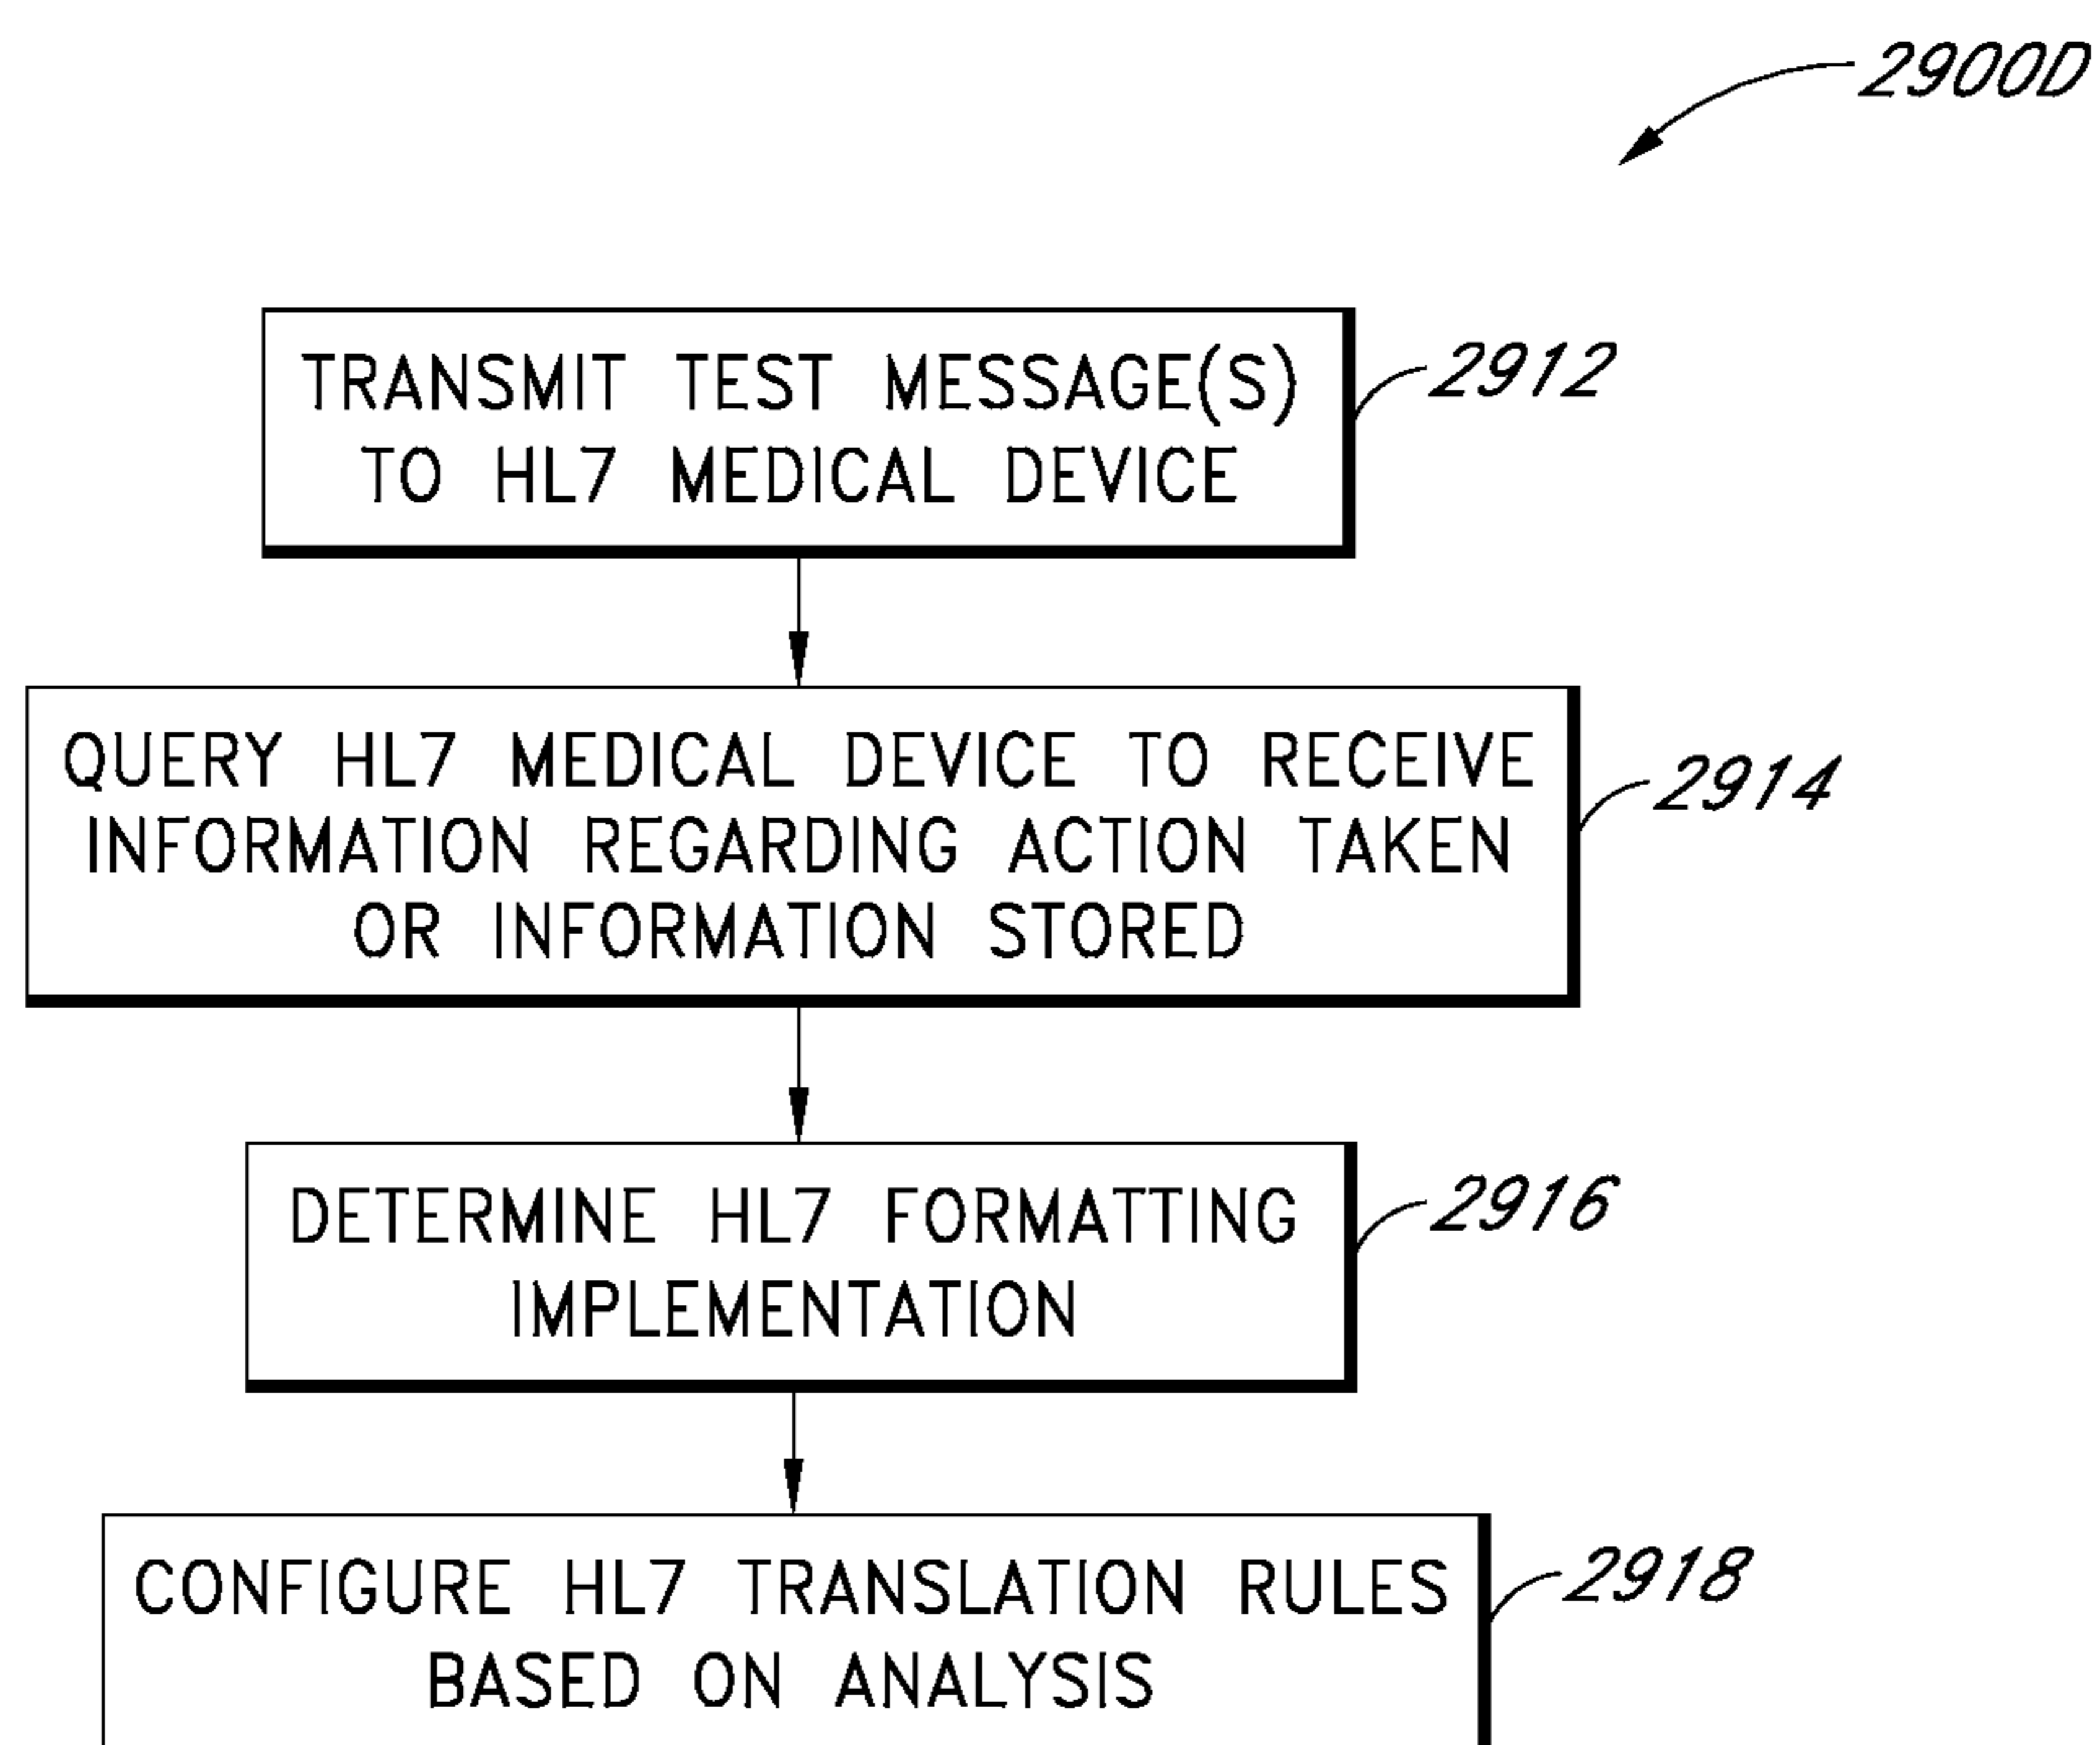 2900D
TRANSMIT TEST MESSAGE(S)
TO HL7 MEDICAL DEVICE
2912
QUERY HL7 MEDICAL DEVICE TO RECEIVE
INFORMATION REGARDING ACTION TAKEN
OR INFORMATION STORED
2914
DETERMINE HL7 FORMATTING
IMPLEMENTATION
2916
CONFIGURE HL7 TRANSLATION RULES
BASED ON ANALYSIS
2918